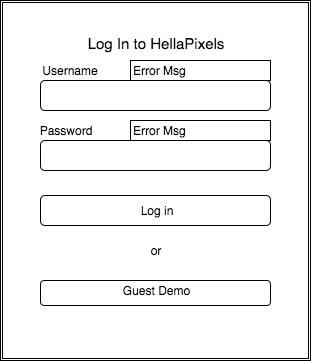 Log In to HellaPixels
Username Error Msg
Password Error Msg
Log in
or
Guest Demo